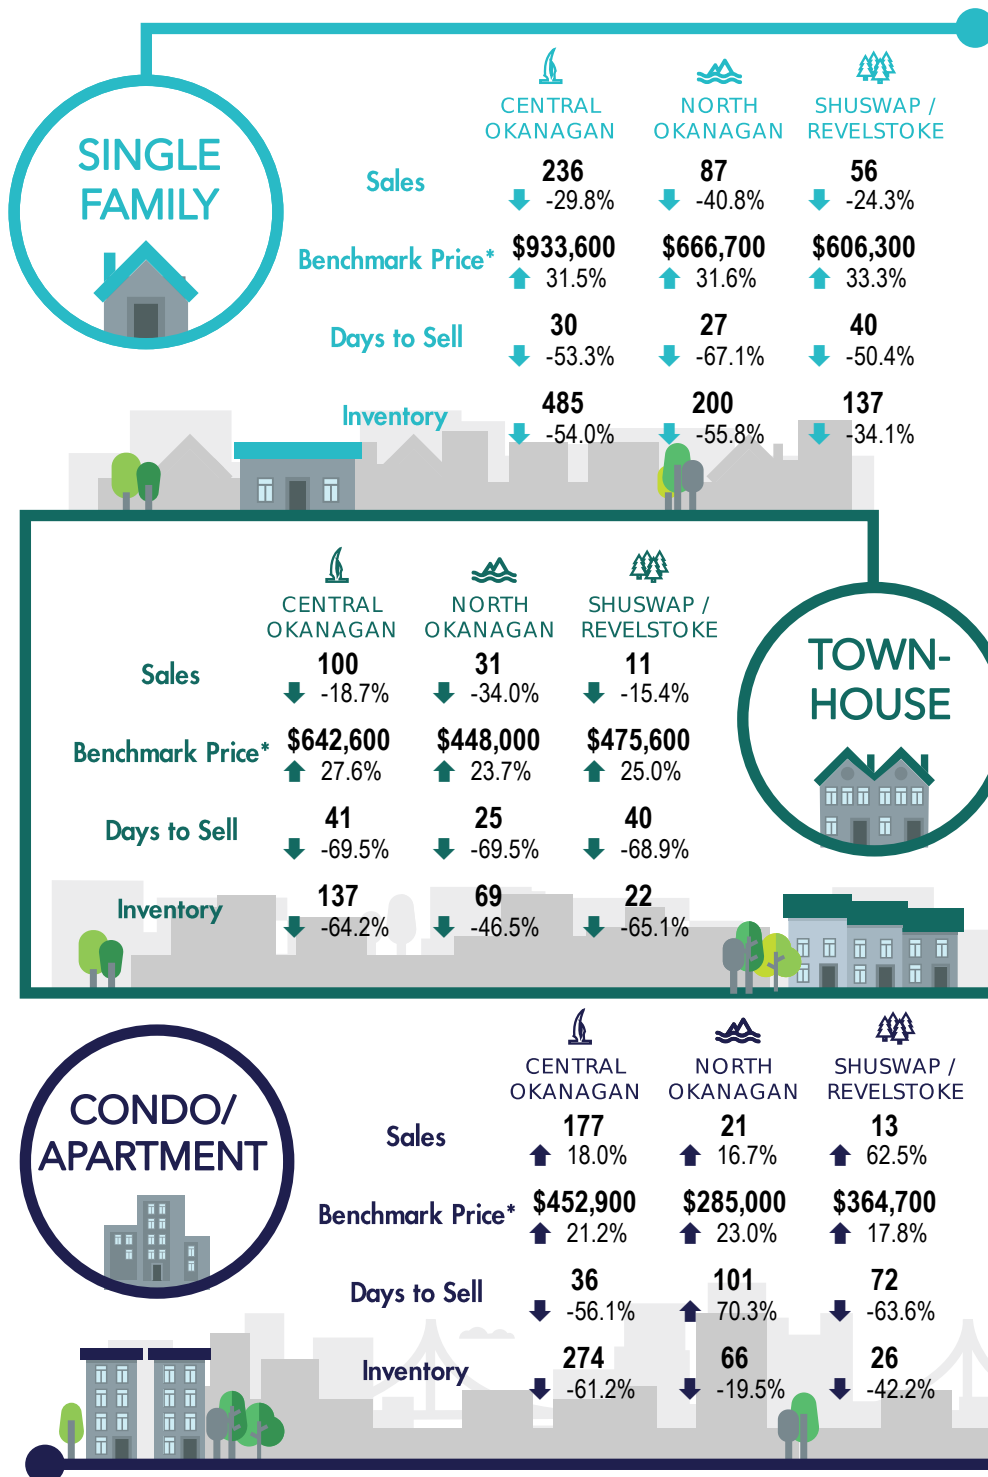 SINGLE
FAMILY
CENTRAL
OKANAGAN
NORTH
OKANAGAN
SHUSWAP /
REVELSTOKE
Sales
236
-29.8%
87
-40.8%
56
-24.3%
Benchmark Price*
$933,600
31.5%
$666,700
31.6%
$606,300
33.3%
Days to Sell
30
-53.3%
27
-67.1%
40
-50.4%
Inventory
485
-54.0%
200
-55.8%
137
-34.1%
TOWN-
HOUSE
CENTRAL
OKANAGAN
NORTH
OKANAGAN
SHUSWAP /
REVELSTOKE
Sales
100
-18.7%
31
-34.0%
11
-15.4%
Benchmark Price*
$642,600
27.6%
$448,000
23.7%
$475,600
25.0%
Days to Sell
41
-69.5%
25
-69.5%
40
-68.9%
Inventory
137
-64.2%
69
-46.5%
22
-65.1%
CONDO/
APARTMENT
CENTRAL
OKANAGAN
NORTH
OKANAGAN
SHUSWAP /
REVELSTOKE
Sales
177
18.0%
21
16.7%
13
62.5%
Benchmark Price*
$452,900
21.2%
$285,000
23.0%
$364,700
17.8%
Days to Sell
36
-56.1%
101
70.3%
72
-63.6%
Inventory
274
-61.2%
66
-19.5%
26
-42.2%